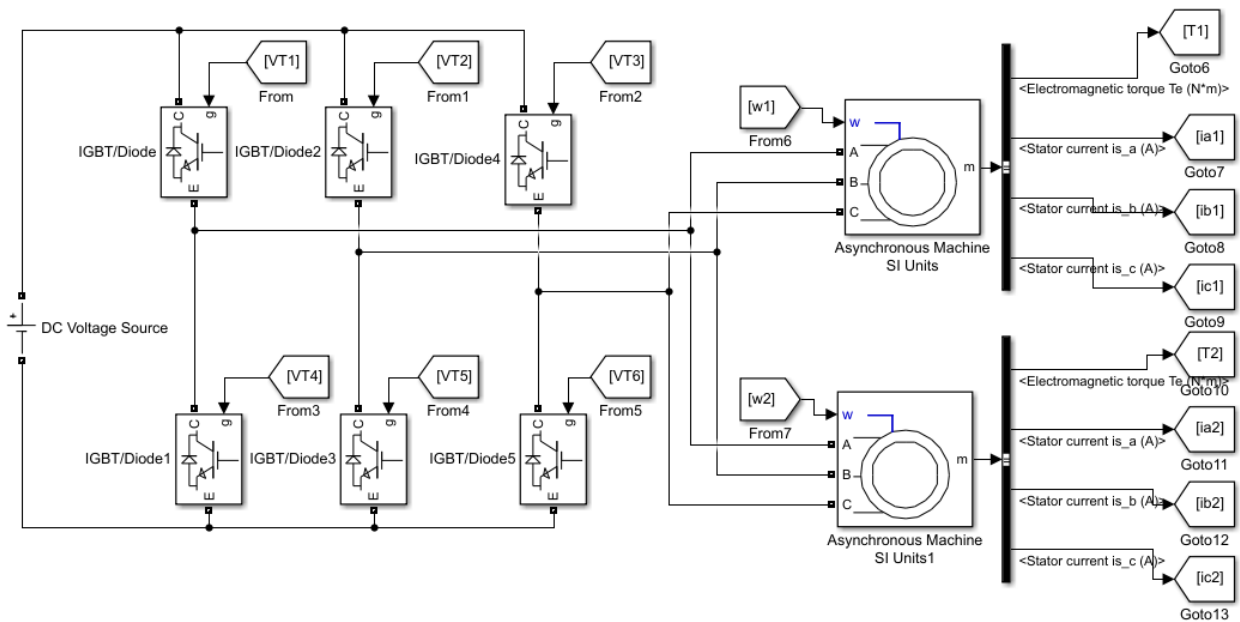 [VT1]
From
[VT2]
From1
[VT3]
From2
C
g
IGBT/Diode
E
C
g
IGBT/Diode2
E
C
g
IGBT/Diode4
E
+
DC Voltage Source
[VT4]
From3
[VT5]
From4
[VT6]
From5
C
g
IGBT/Diode1
E
C
g
IGBT/Diode3
E
C
g
IGBT/Diode5
E
[w1]
From6
w
A
B
C
m
Asynchronous Machine
SI Units
[T1]
Goto6
<Electromagnetic torque Te (N*m)>
[ia1]
<Stator current is_a (A)>
Goto7
[ib1]
<Stator current is_b (A)>
Goto8
<Stator current is_c (A)>
[ic1]
Goto9
[w2]
From7
w
A
B
C
m
Asynchronous Machine
SI Units1
[T2]
<Electromagnetic torque Te (N*m)>
Goto10
[ia2]
<Stator current is_a (A)>
Goto11
[ib2]
<Stator current is_b (A)>
Goto12
<Stator current is_c (A)>
[ic2]
Goto13